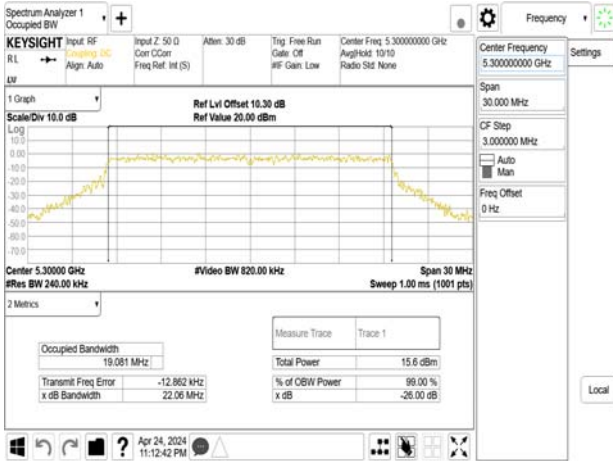 Spectrum Analyzer 1
Occupied BW
+
Frequency
KEYSIGHT
Input: RF
Coupling: DC
Align: Auto
Input Z: 50 Ω
Corr CCorr
Freq Ref: Int (S)
Atten: 30 dB
Trig: Free Run
Gate: Off
#IF Gain: Low
Center Freq: 5.300000000 GHz
Avg|Hold: 10/10
Radio Std: None
RL
Center Frequency
5.300000000 GHz
Settings
Span
30.000 MHz
CF Step
3.000000 MHz
Auto
Man
Freq Offset
0 Hz
Local
1 Graph
Scale/Div 10.0 dB
Ref Lvl Offset 10.30 dB
Ref Value 20.00 dBm
Log
10.0
0.00
-10.0
-20.0
-30.0
-40.0
-50.0
-60.0
-70.0
Center 5.30000 GHz
#Res BW 240.00 kHz
#Video BW 820.00 kHz
Span 30 MHz
Sweep 1.00 ms (1001 pts)
2 Metrics
Measure Trace Trace 1
Occupied Bandwidth
19.081 MHz
Total Power 15.6 dBm
Transmit Freq Error -12.862 kHz
% of OBW Power 99.00 %
x dB Bandwidth 22.06 MHz
x dB -26.00 dB
?
Apr 24, 2024
11:12:42 PM